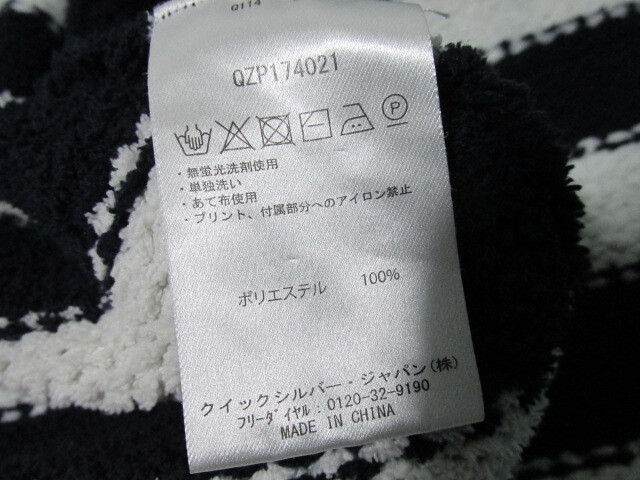 0114
QZP174021
P
・無蛍光洗剤使用
・単独洗い
・あて布使用
・プリント、付属部分へのアイロン禁止
ポリエステル 100%
クイックシルバー・ジャパン(株)
フリーダイヤル:0120-32-9190
MADE IN CHINA